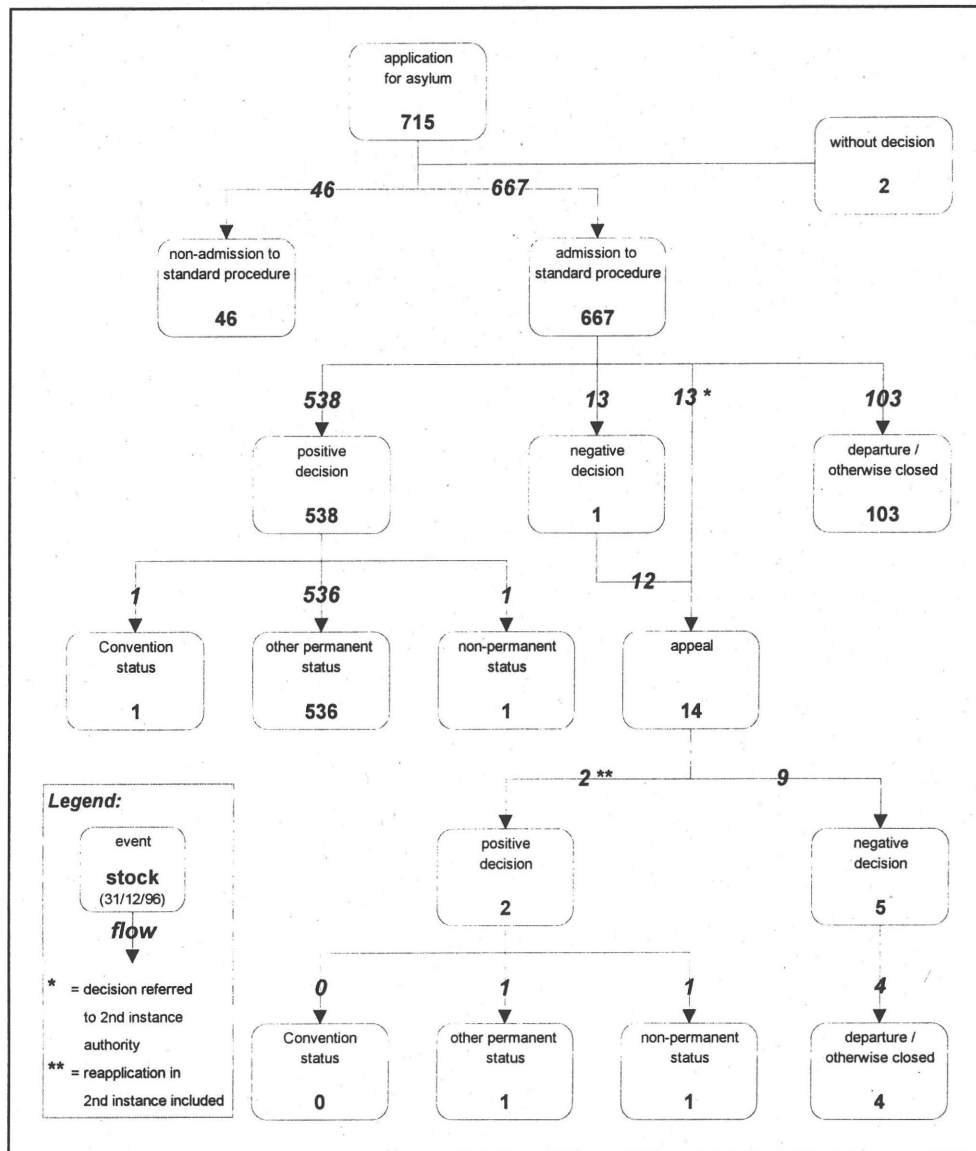 application
for asylum
715
without decision
2
46
667
non-admission to
standard procedure
46
admission to
standard procedure
667
538
13
13 *
103
positive
decision
538
negative
decision
1
departure /
otherwise closed
103
12
1
536
1
Convention
status
1
other permanent
status
536
non-permanent
status
1
appeal
14
2 **
9
positive
decision
2
negative
decision
5
0
1
1
4
Convention
status
0
other permanent
status
1
non-permanent
status
1
departure /
otherwise closed
4
Legend:
event
stock
(31/12/96)
flow
* = decision referred
to 2nd instance
authority
** = reapplication in
2nd instance included